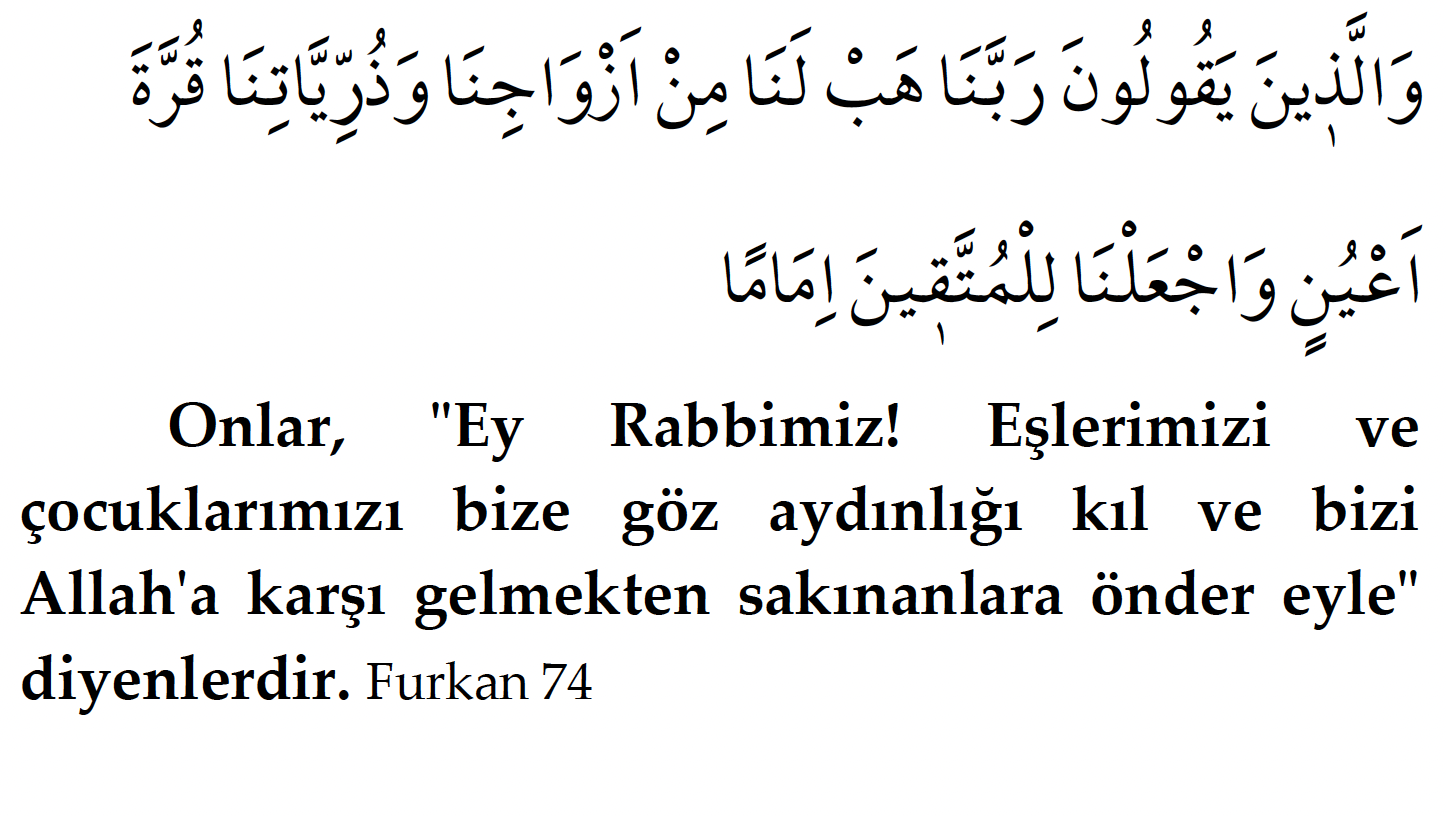 وَالَّذ۪ينَ يَقُولُونَ رَبَّنَا هَبْ لَنَا مِنْ اَزْوَاجِنَا وَذُرِّيَّاتِنَا قُرَّةَ
اَعْيُنٍ وَاجْعَلْنَا لِلْمُتَّق۪ينَ اِمَامًا
Onlar, "Ey Rabbimiz! Eşlerimizi ve
çocuklarımızı bize göz aydınlığı kıl ve bizi
Allah'a karşı gelmekten sakınanlara önder eyle"
diyenlerdir. Furkan 74